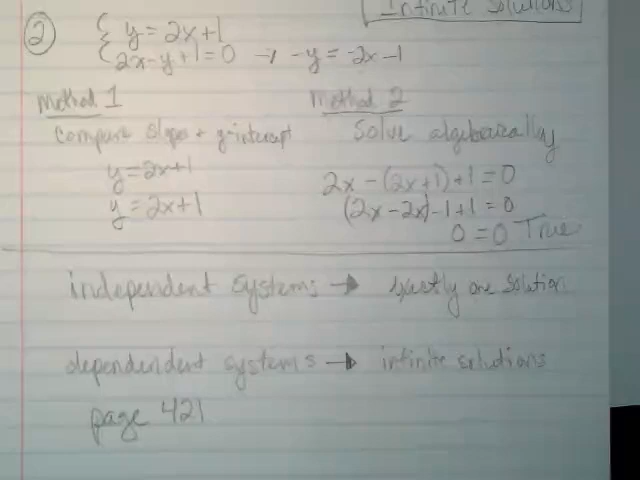 Infinite Solutions
② { y = 2x+1
{ 2x-y+1=0 → -y = -2x-1
Method 1 Method 2
Compare slopes + y-intercept Solve algebraically
y=2x+1 2x-(2x+1)+1=0
y=2x+1 (2x-2x)-1+1=0
0=0 True
independent systems → exactly one solution
dependendent systems → infinite solutions
page 421